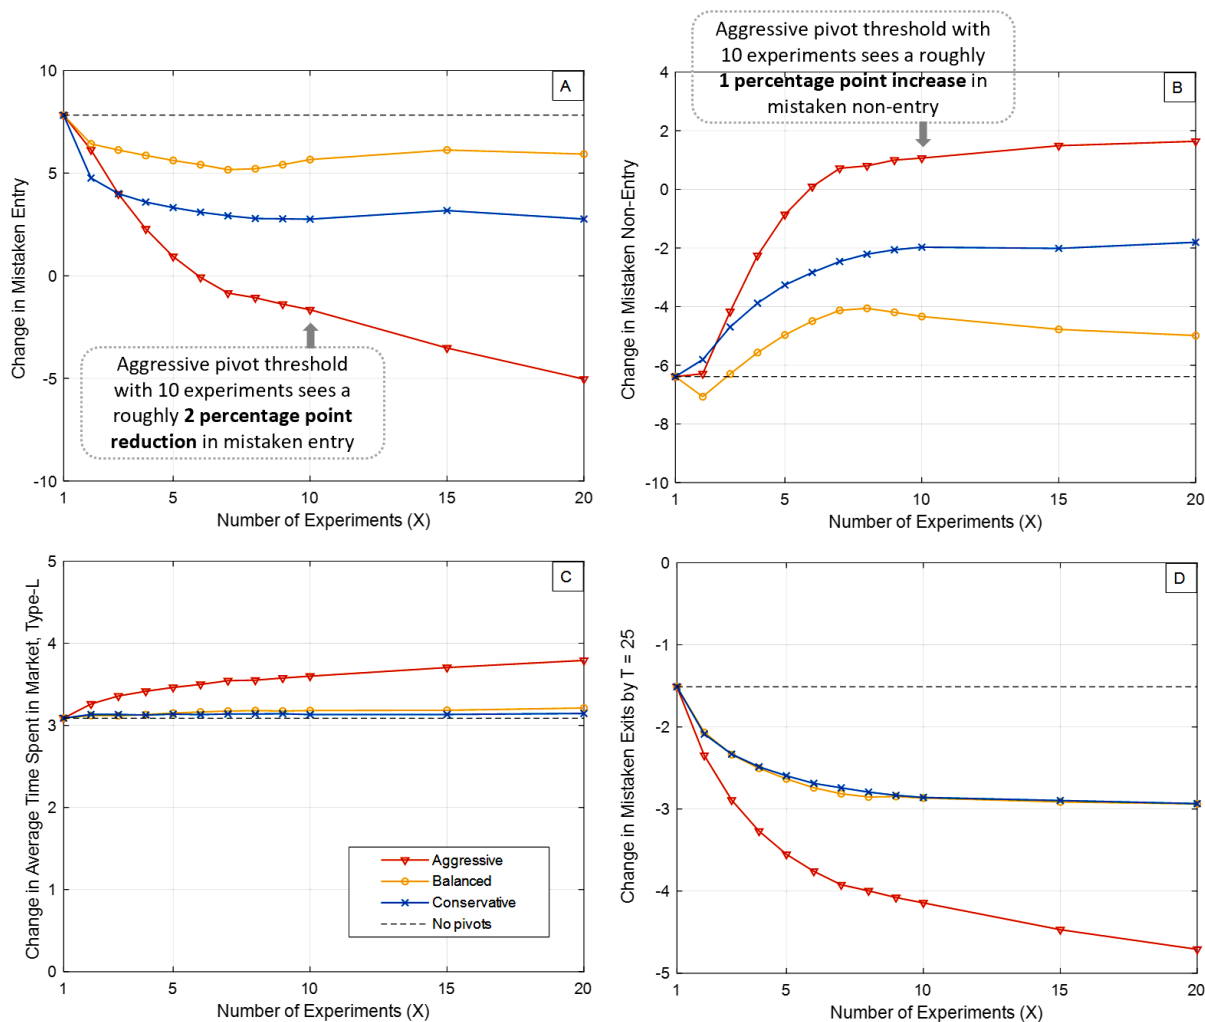 Aggressive pivot threshold with
10 experiments sees a roughly
1 percentage point increase in
mistaken non-entry
10
5
0
-5
-10
Change in Mistaken Entry
A
Aggressive pivot threshold
with 10 experiments sees a
roughly 2 percentage point
reduction in mistaken entry
1
5
10
15
20
Number of Experiments (X)
4
2
0
-2
-4
-6
-8
-10
Change in Mistaken Non-Entry
B
1
5
10
15
20
Number of Experiments (X)
5
4
3
2
1
0
Change in Average Time Spent in Market, Type-L
C
Aggressive
Balanced
Conservative
No pivots
1
5
10
15
20
Number of Experiments (X)
0
-1
-2
-3
-4
-5
Change in Mistaken Exits by T = 25
D
1
5
10
15
20
Number of Experiments (X)